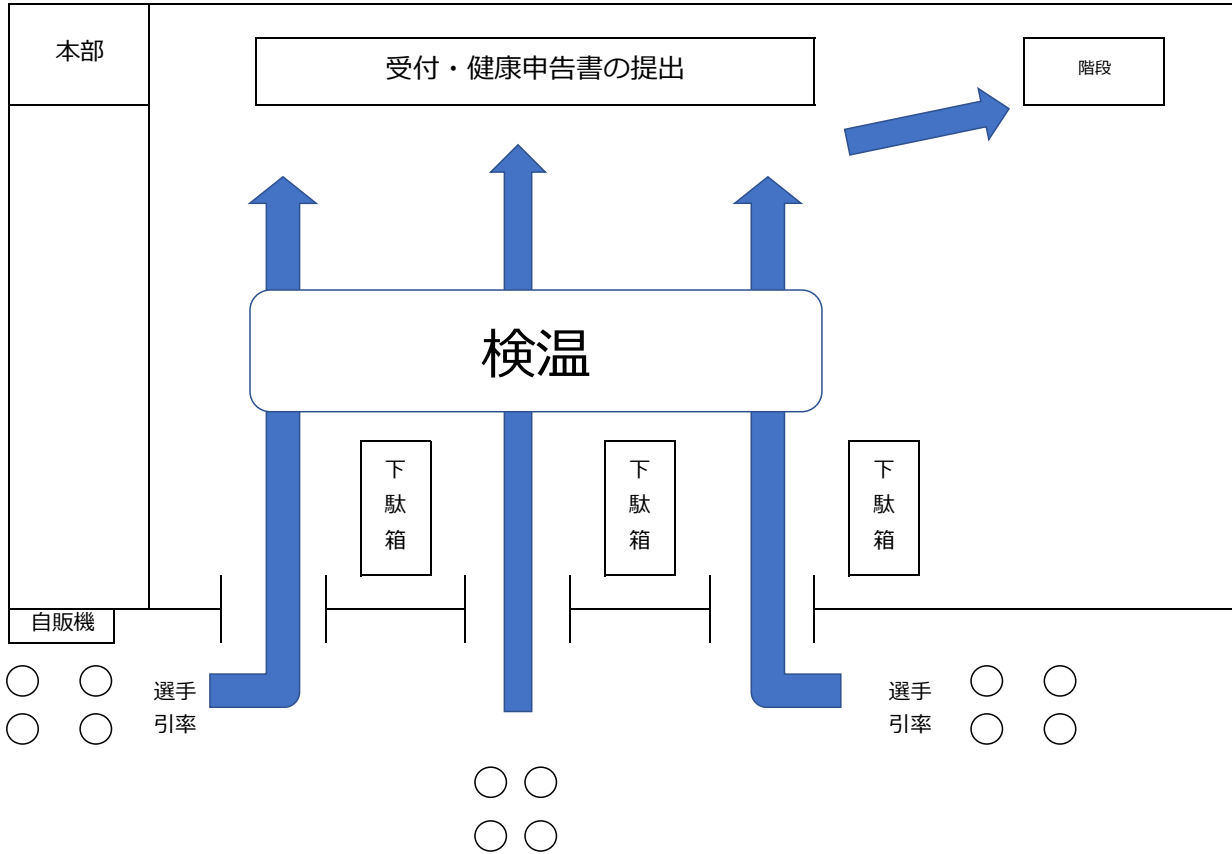 本部
受付・健康申告書の提出
階段
検温
下駄箱
下駄箱
下駄箱
自販機
選手
引率
選手
引率